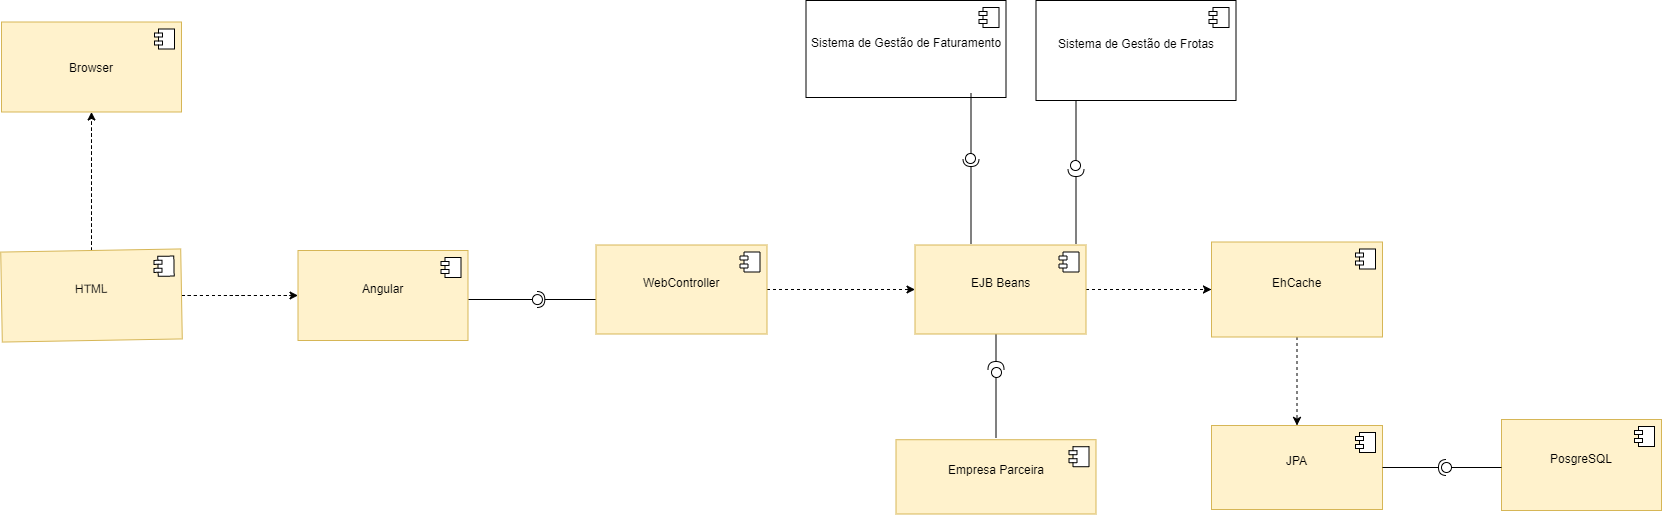 Sistema de Gestão de Faturamento
Sistema de Gestão de Frotas
Browser
HTML
Angular
WebController
EJB Beans
EhCache
Empresa Parceira
JPA
PosgreSQL